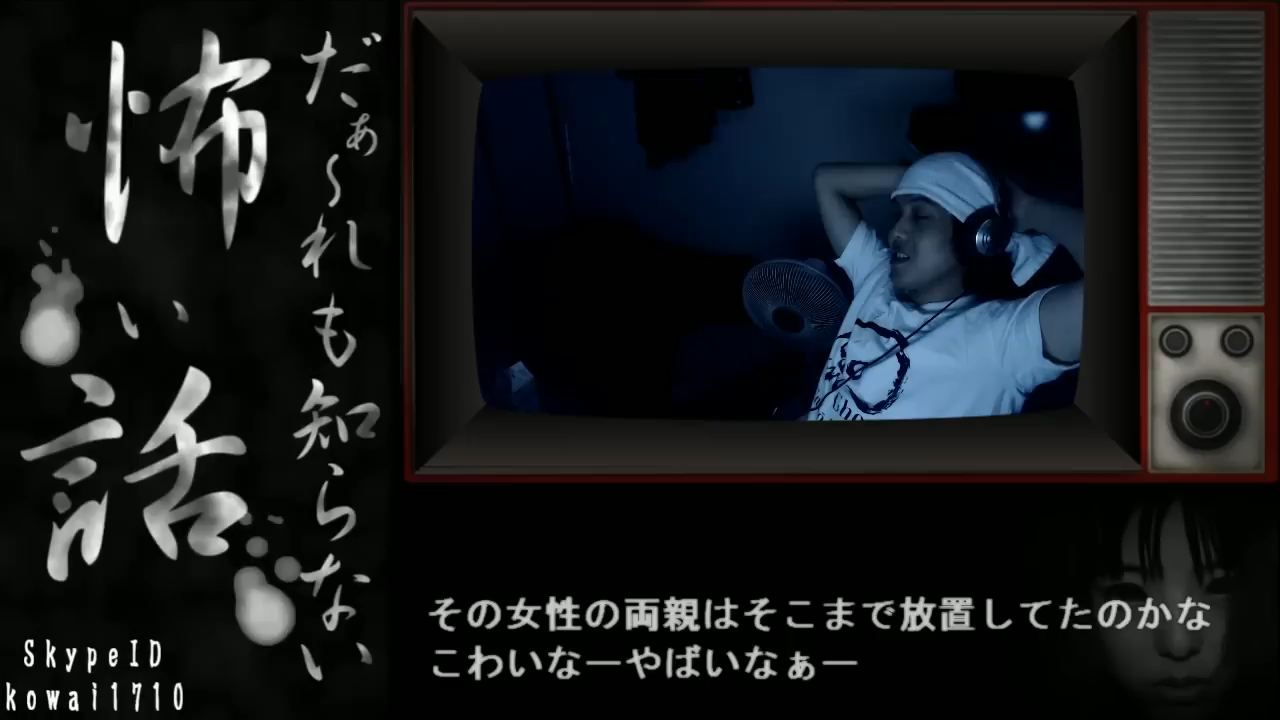 だぁ～れも知らない
怖い話
SkypeID
kowai1710
その女性の両親はそこまで放置してたのかな
こわいなーやばいなぁー